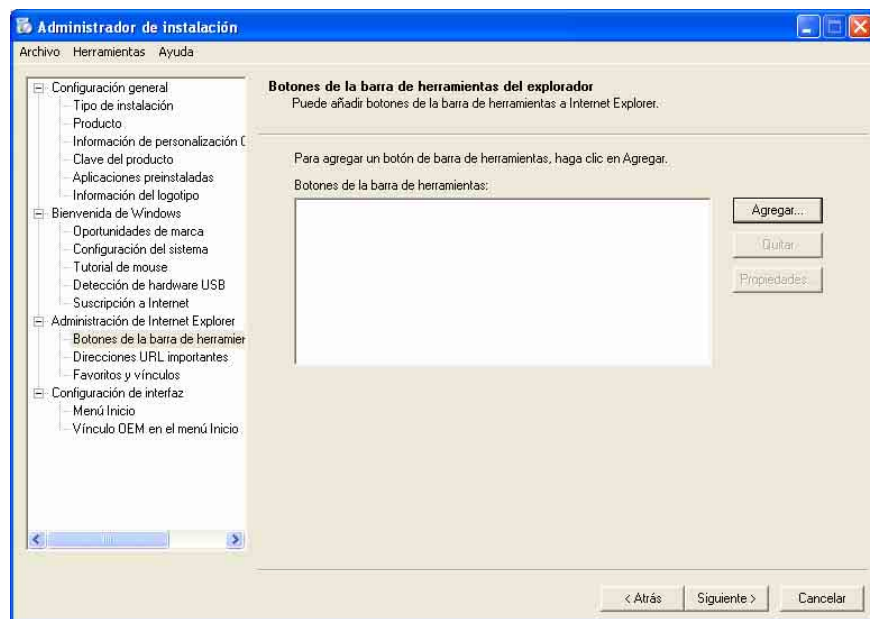 Administrador de instalación
Archivo Herramientas Ayuda
Configuración general
Tipo de instalación
Producto
Información de personalización
Clave del producto
Aplicaciones preinstaladas
Información del logotipo
Bienvenida de Windows
Oportunidades de marca
Configuración del sistema
Tutorial de mouse
Detección de hardware USB
Suscripción a Internet
Administración de Internet Explorer
Botones de la barra de herramier
Direcciones URL importantes
Favoritos y vínculos
Configuración de interfaz
Menú Inicio
Vínculo OEM en el menú Inicio
Botones de la barra de herramientas del explorador
Puede añadir botones de la barra de herramientas a Internet Explorer.
Para agregar un botón de barra de herramientas, haga clic en Agregar.
Botones de la barra de herramientas:
Agregar...
Quitar
Propiedades
< Atrás
Siguiente >
Cancelar